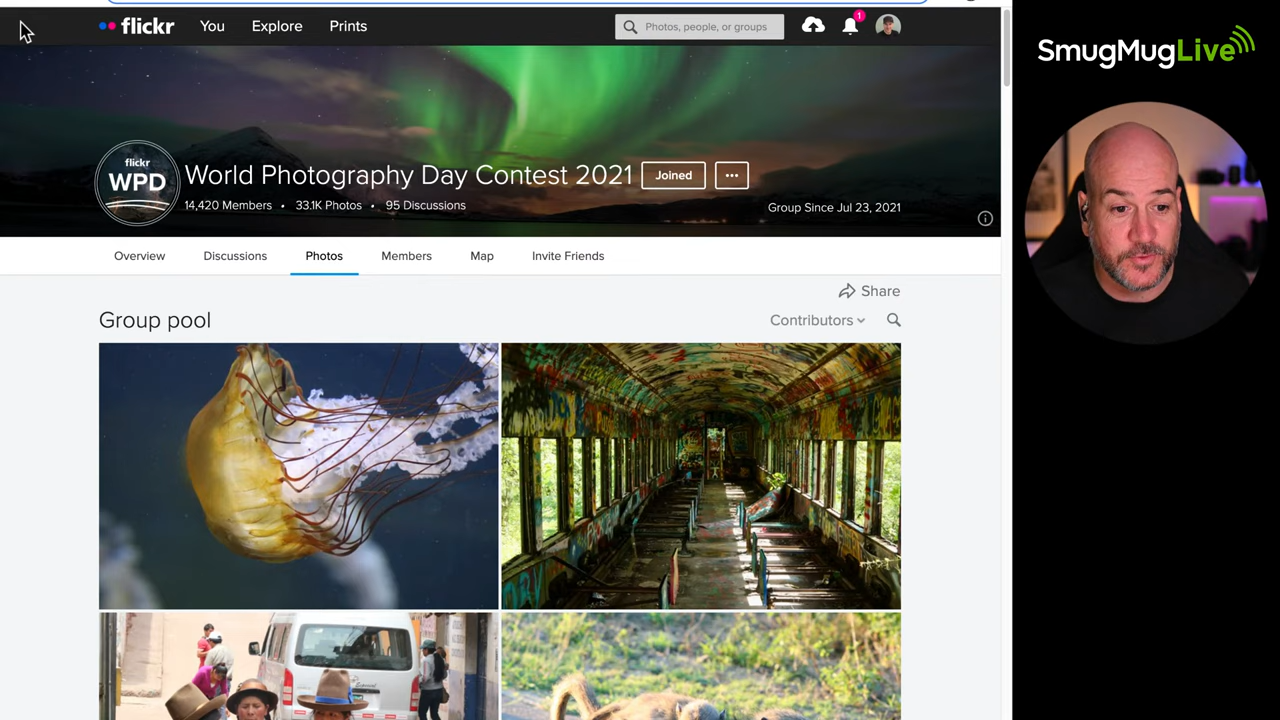 flickr You Explore Prints Photos, people, or groups 1
SmugMugLive
flickr
WPD
World Photography Day Contest 2021 Joined ...
14,420 Members • 33.1K Photos • 95 Discussions
Group Since Jul 23, 2021
Overview Discussions Photos Members Map Invite Friends
Share
Group pool Contributors